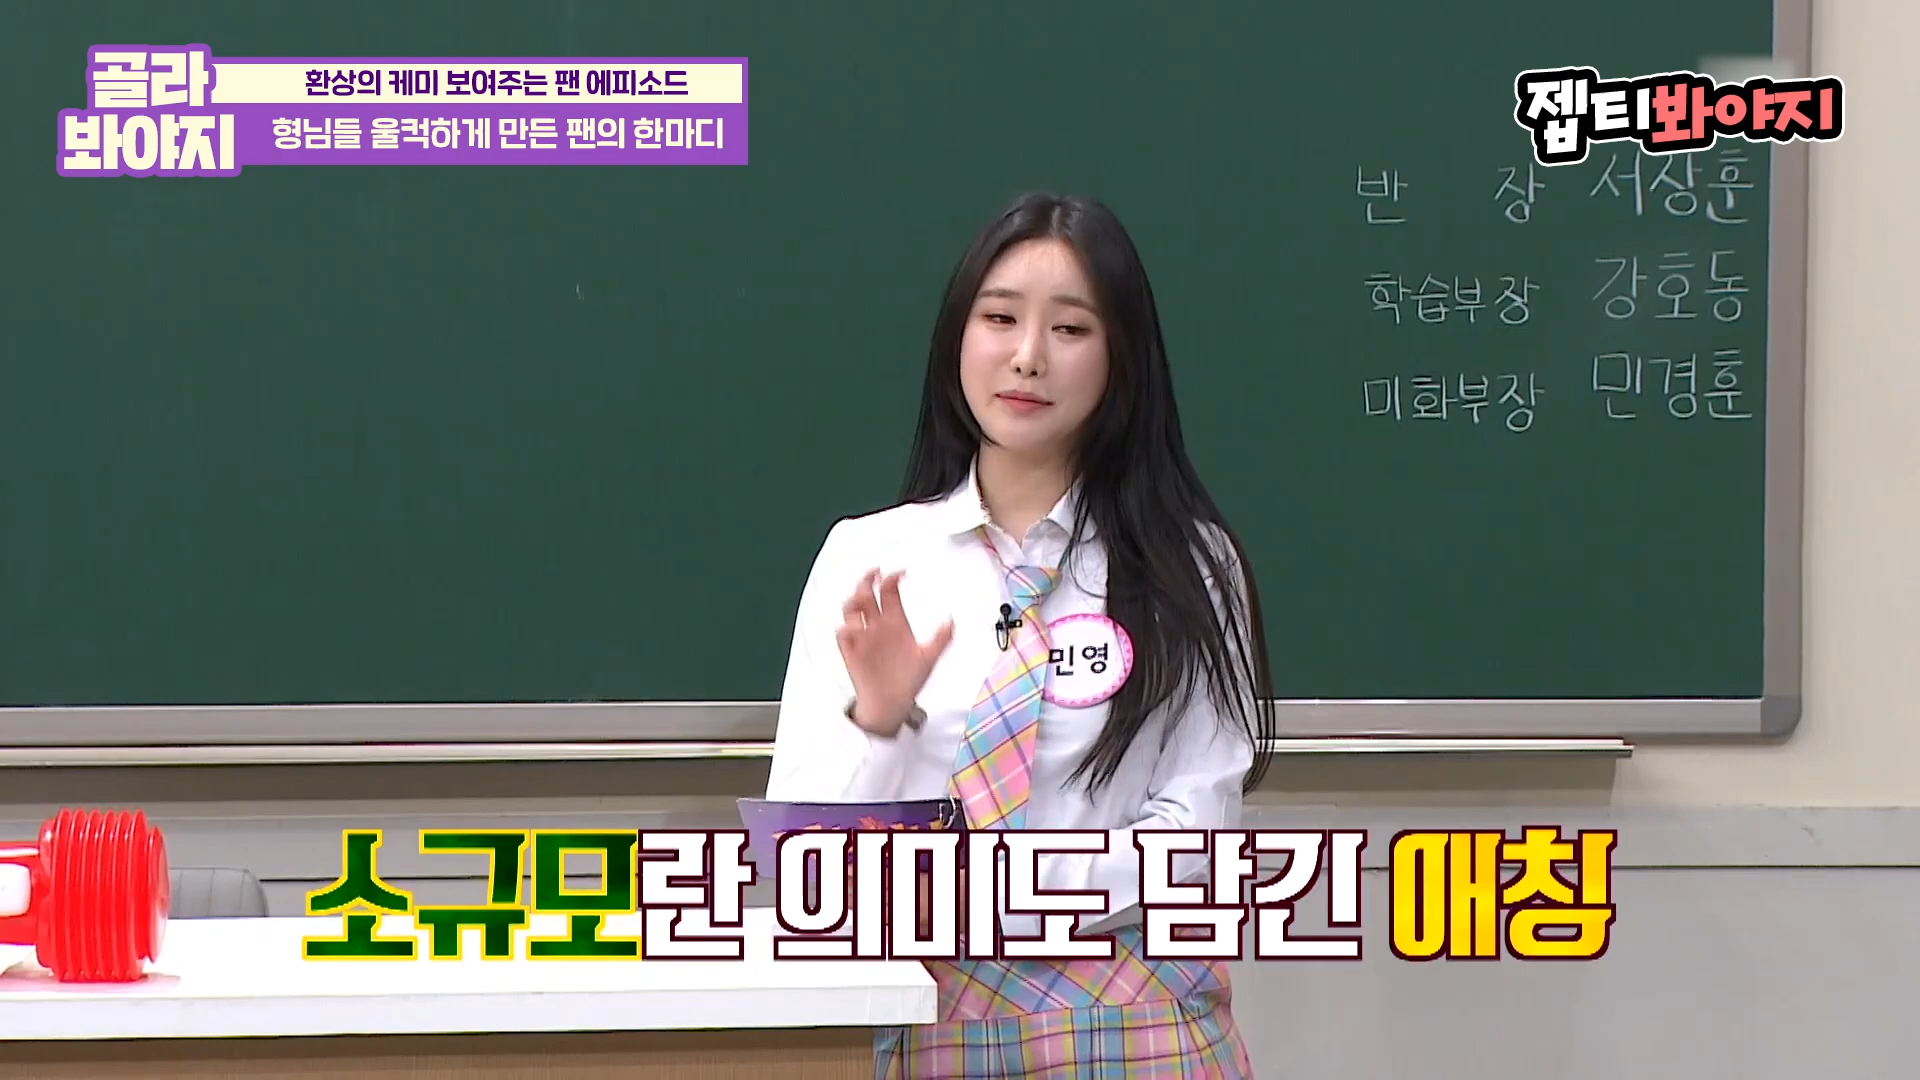 골라
봐야지
환상의 케미 보여주는 팬 에피소드
형님들 울컥하게 만든 팬의 한마디
젭티봐야지
반 장 서장훈
학습부장 강호동
미화부장 민경훈
민영
소규모란 의미도 담긴 애칭